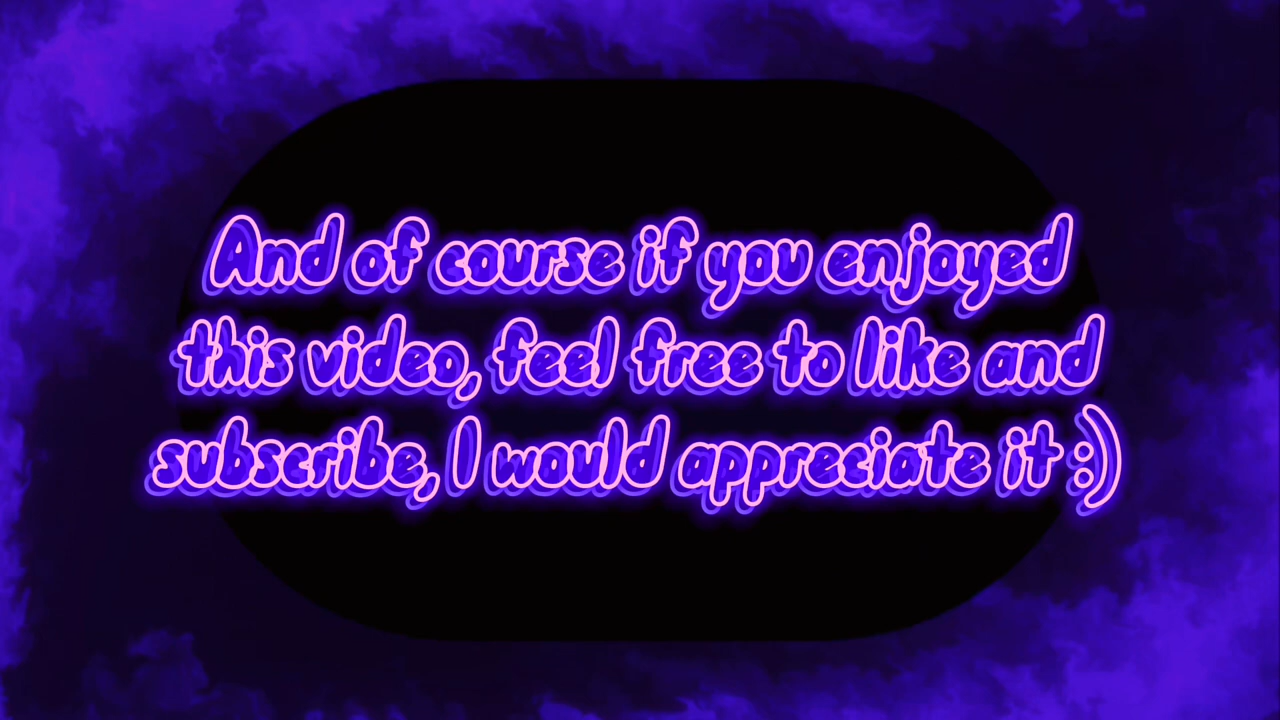 And of course if you enjoyed
this video, feel free to like and
subscribe, I would appreciate it :)